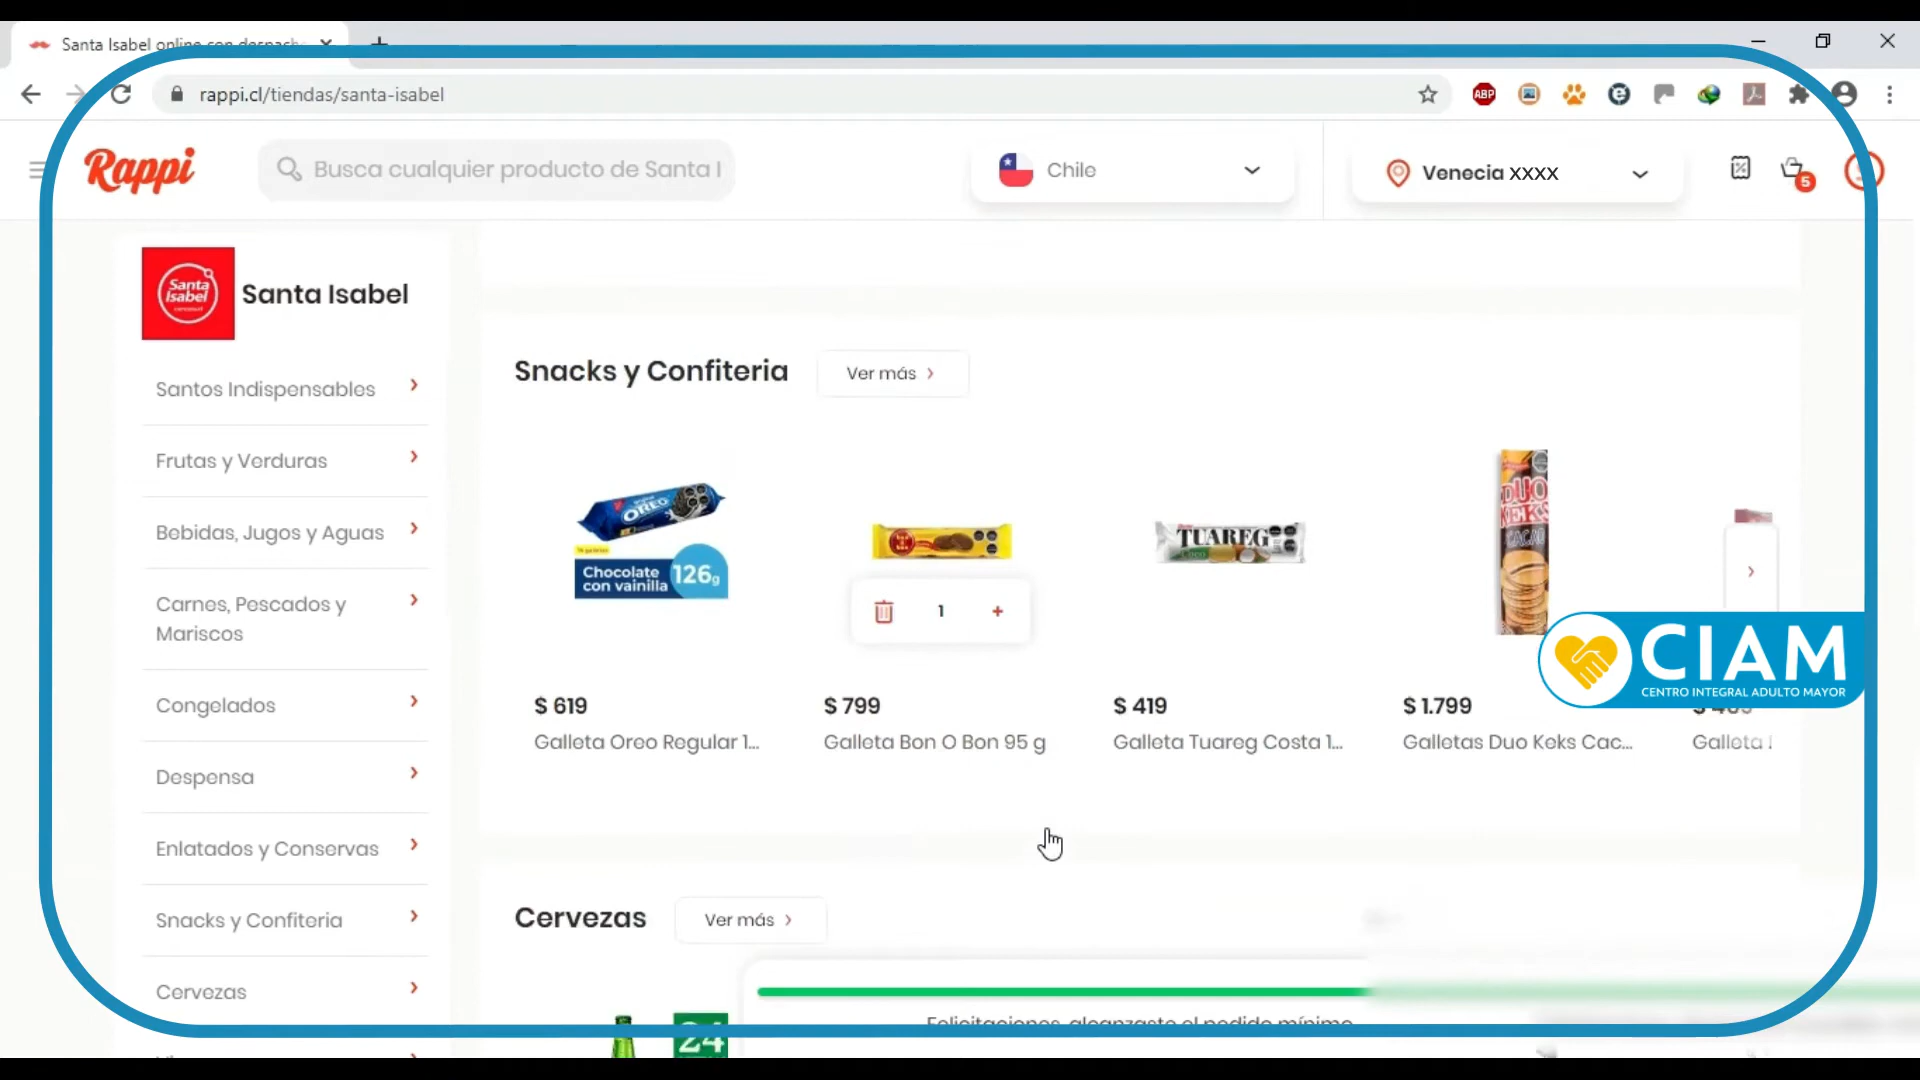 Santa Isabel online con despach
rappi.cl/tiendas/santa-isabel
ABP
Rappi
Busca cualquier producto de Santa I
Chile
Venecia XXXX
5
Santa Isabel
Santa Isabel
Santos Indispensables
Frutas y Verduras
Bebidas, Jugos y Aguas
Carnes, Pescados y
Mariscos
Congelados
Despensa
Enlatados y Conservas
Snacks y Confiteria
Cervezas
Snacks y Confiteria
Ver más
OREO
Chocolate
con vainilla
126g
1
TUAREG
DUO
KEKS
CACAO
$ 619
$ 799
$ 419
$ 1.799
Galleta Oreo Regular 1...
Galleta Bon O Bon 95 g
Galleta Tuareg Costa 1...
Galletas Duo Keks Cac...
Galleta
CIAM
CENTRO INTEGRAL ADULTO MAYOR
Cervezas
Ver más
24
Felicitaciones, alcanzaste el pedido mínimo